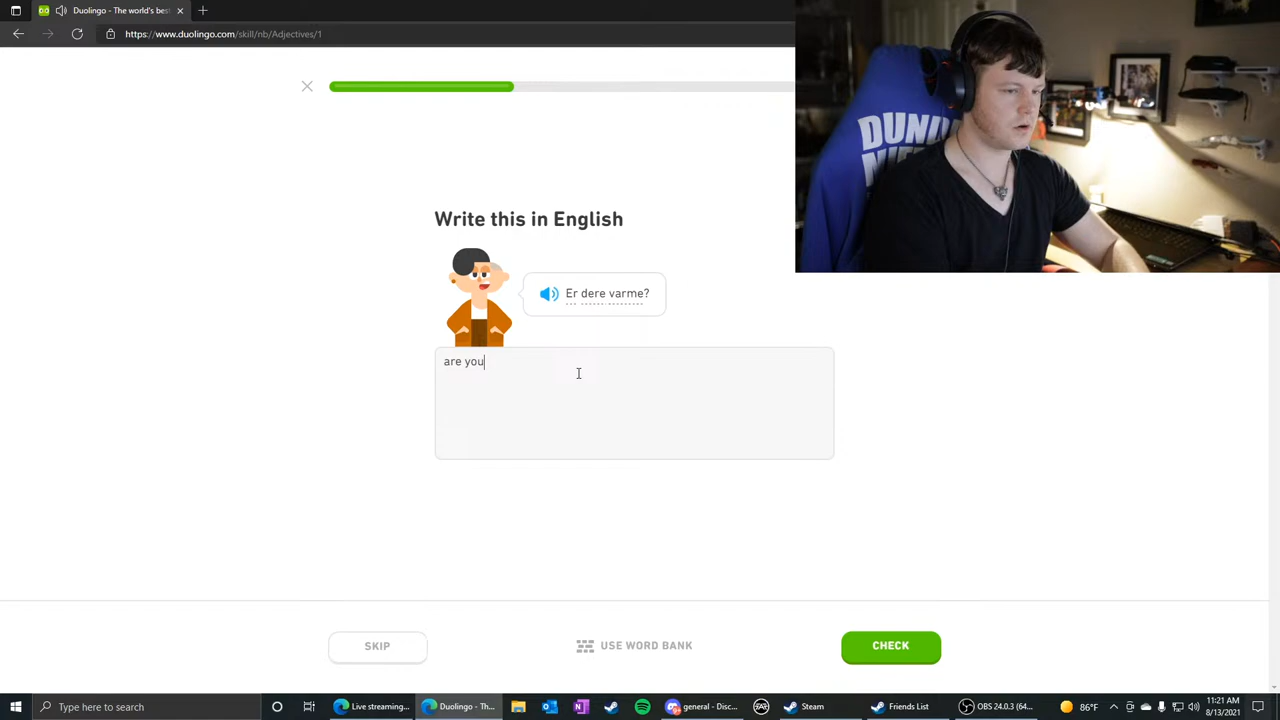 Duolingo - The world's bes
https://www.duolingo.com/skill/nb/Adjectives/1
Write this in English
Er dere varme?
are you
SKIP
USE WORD BANK
CHECK
Type here to search
Live streaming...
Duolingo - Th...
general - Disc...
Steam
Friends List
OBS 24.0.3 (64...
86°F
11:21 AM
8/13/2021